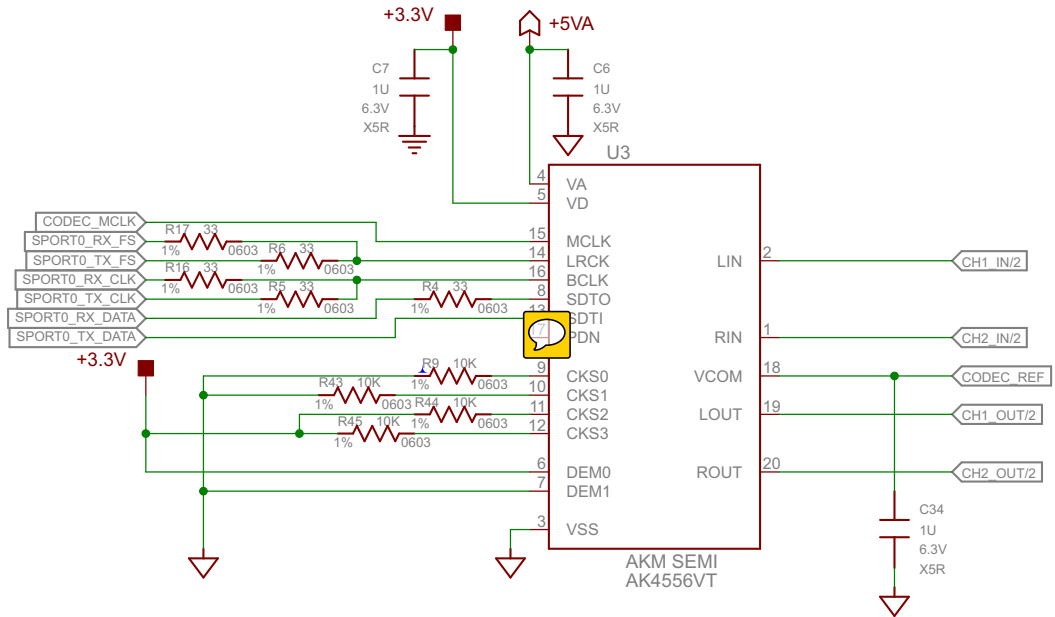 +3.3V
+5VA
C7
1U
6.3V
X5R
C6
1U
6.3V
X5R
U3
4 VA
5 VD
CODEC_MCLK 15 MCLK
SPORT0_RX_FS R17 33 1% 0603 14 LRCK
SPORT0_TX_FS R6 33 1% 0603
SPORT0_RX_CLK R16 33 1% 0603 16 BCLK
SPORT0_TX_CLK R5 33 1% 0603
SPORT0_RX_DATA R4 33 1% 0603 8 SDTO
SPORT0_TX_DATA 13 SDTI
17 PDN
+3.3V
R9 10K 1% 0603 9 CKS0
R43 10K 1% 0603 10 CKS1
R44 10K 1% 0603 11 CKS2
R45 10K 1% 0603 12 CKS3
6 DEM0
7 DEM1
3 VSS
LIN 2 CH1_IN/2
RIN 1 CH2_IN/2
VCOM 18 CODEC_REF
LOUT 19 CH1_OUT/2
ROUT 20 CH2_OUT/2
C34
1U
6.3V
X5R
AKM SEMI
AK4556VT